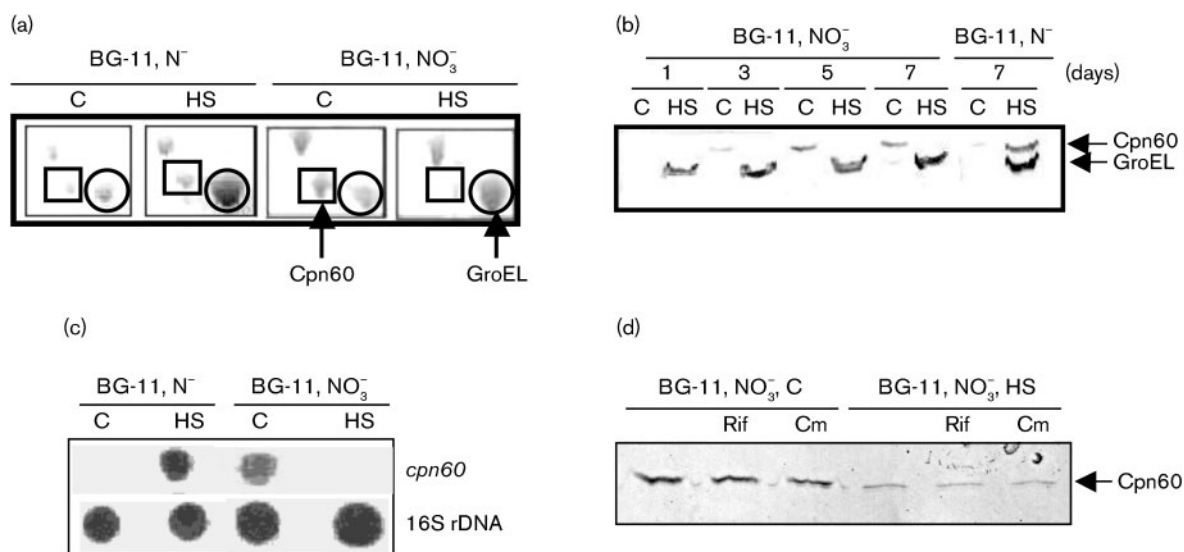 (a)
BG-11, N⁻ BG-11, NO₃⁻
C HS C HS
Cpn60 GroEL
(b)
BG-11, NO₃⁻ BG-11, N⁻
1 3 5 7 7 (days)
C HS C HS C HS C HS C HS
Cpn60
GroEL
(c)
BG-11, N⁻ BG-11, NO₃⁻
C HS C HS
cpn60
16S rDNA
(d)
BG-11, NO₃⁻, C BG-11, NO₃⁻, HS
Rif Cm Rif Cm
Cpn60